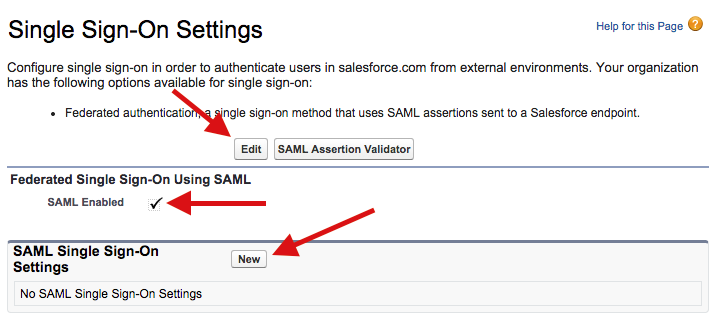 Single Sign-On Settings
Help for this Page
Configure single sign-on in order to authenticate users in salesforce.com from external environments. Your organization
has the following options available for single sign-on:
• Federated authentication, a single sign-on method that uses SAML assertions sent to a Salesforce endpoint.
Edit SAML Assertion Validator
Federated Single Sign-On Using SAML
SAML Enabled
SAML Single Sign-On
Settings
New
No SAML Single Sign-On Settings